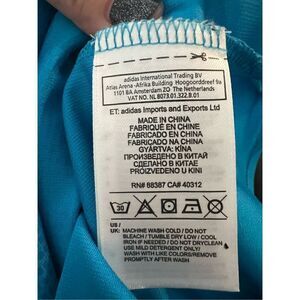 adidas International Trading BV
Atlas Arena -Afrika Building Hoogoorddreef 9a
1101 BA Amsterdam ZO The Netherlands
VAT NO. NL 8073.01.322.B.01
ET: adidas Imports and Exports Ltd
MADE IN CHINA
FABRIQUÉ EN CHINE
FABRICADO EN CHINA
FABRICADO NA CHINA
GYÁRTVA: KÍNA
ПРОИЗВЕДЕНО В КИТАЙ
СДЕЛАНО В КИТАЕ
PROIZVEDENO U KINI
RN# 88387 CA# 40312
30
US /
UK: MACHINE WASH COLD / DO NOT
BLEACH / TUMBLE DRY LOW / COOL
IRON IF NEEDED / DO NOT DRYCLEAN
USE MILD DETERGENT ONLY/
WASH WITH LIKE COLORS/REMOVE
PROMPTLY AFTER WASH